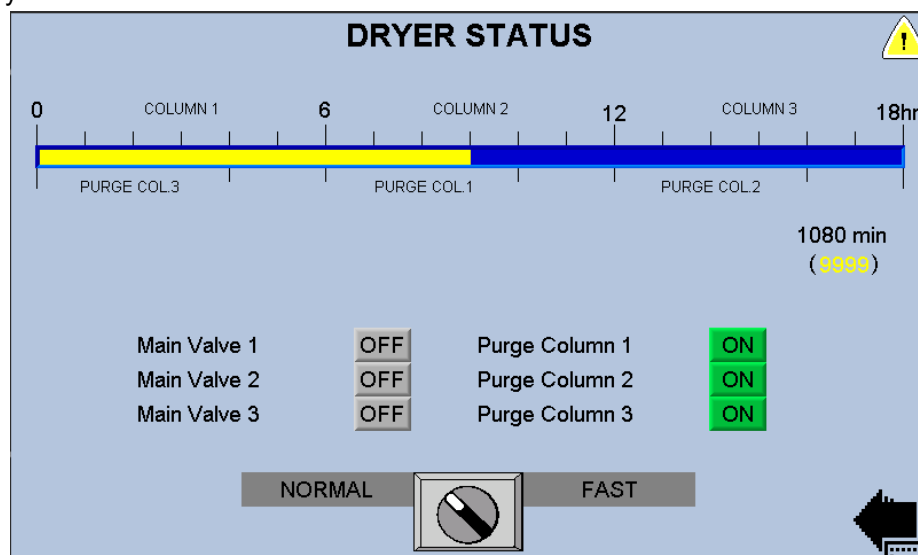 y
DRYER STATUS
!
0 COLUMN 1 6 COLUMN 2 12 COLUMN 3 18hr
PURGE COL.3 PURGE COL.1 PURGE COL.2
1080 min
(9999)
Main Valve 1 OFF Purge Column 1 ON
Main Valve 2 OFF Purge Column 2 ON
Main Valve 3 OFF Purge Column 3 ON
NORMAL FAST